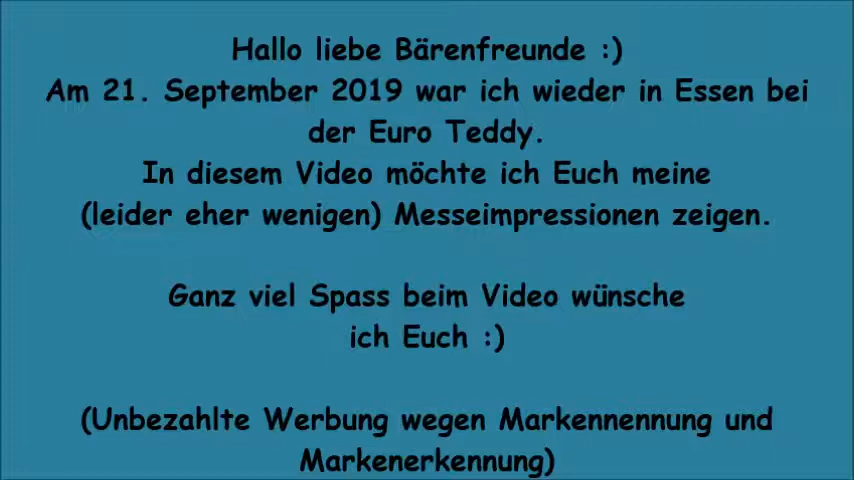 Hallo liebe Bärenfreunde :)
Am 21. September 2019 war ich wieder in Essen bei
der Euro Teddy.
In diesem Video möchte ich Euch meine
(leider eher wenigen) Messeimpressionen zeigen.
Ganz viel Spass beim Video wünsche
ich Euch :)
(Unbezahlte Werbung wegen Markennennung und
Markenerkennung)